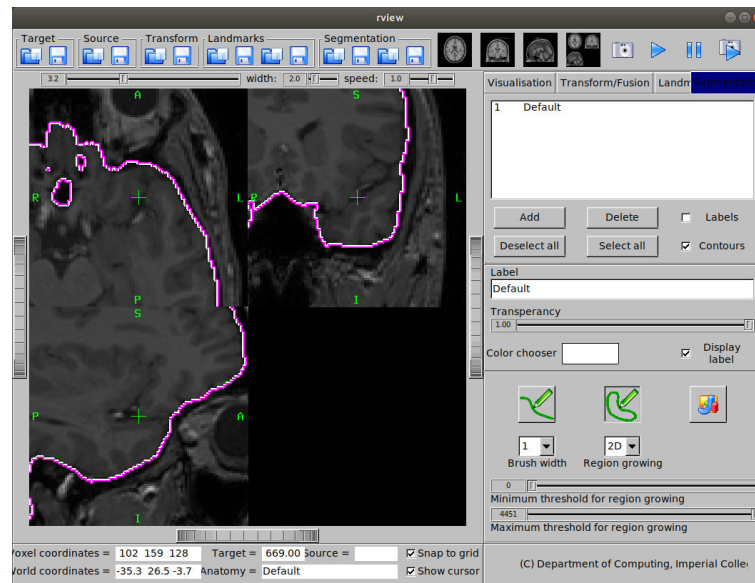 rview
Target Source Transform Landmarks Segmentation
3.2 width: 2.0 speed: 1.0
Visualisation Transform/Fusion Landm
A
R L
P
S
R L
I
S
P A
I
1 Default
Add Delete Labels
Deselect all Select all Contours
Label
Default
Transperancy
1.00
Color chooser Display label
1 2D
Brush width Region growing
0
Minimum threshold for region growing
4451
Maximum threshold for region growing
Voxel coordinates = 102 159 128 Target = 669.00 Source = Snap to grid
World coordinates = -35.3 26.5 -3.7 Anatomy = Default Show cursor
(C) Department of Computing, Imperial Colle